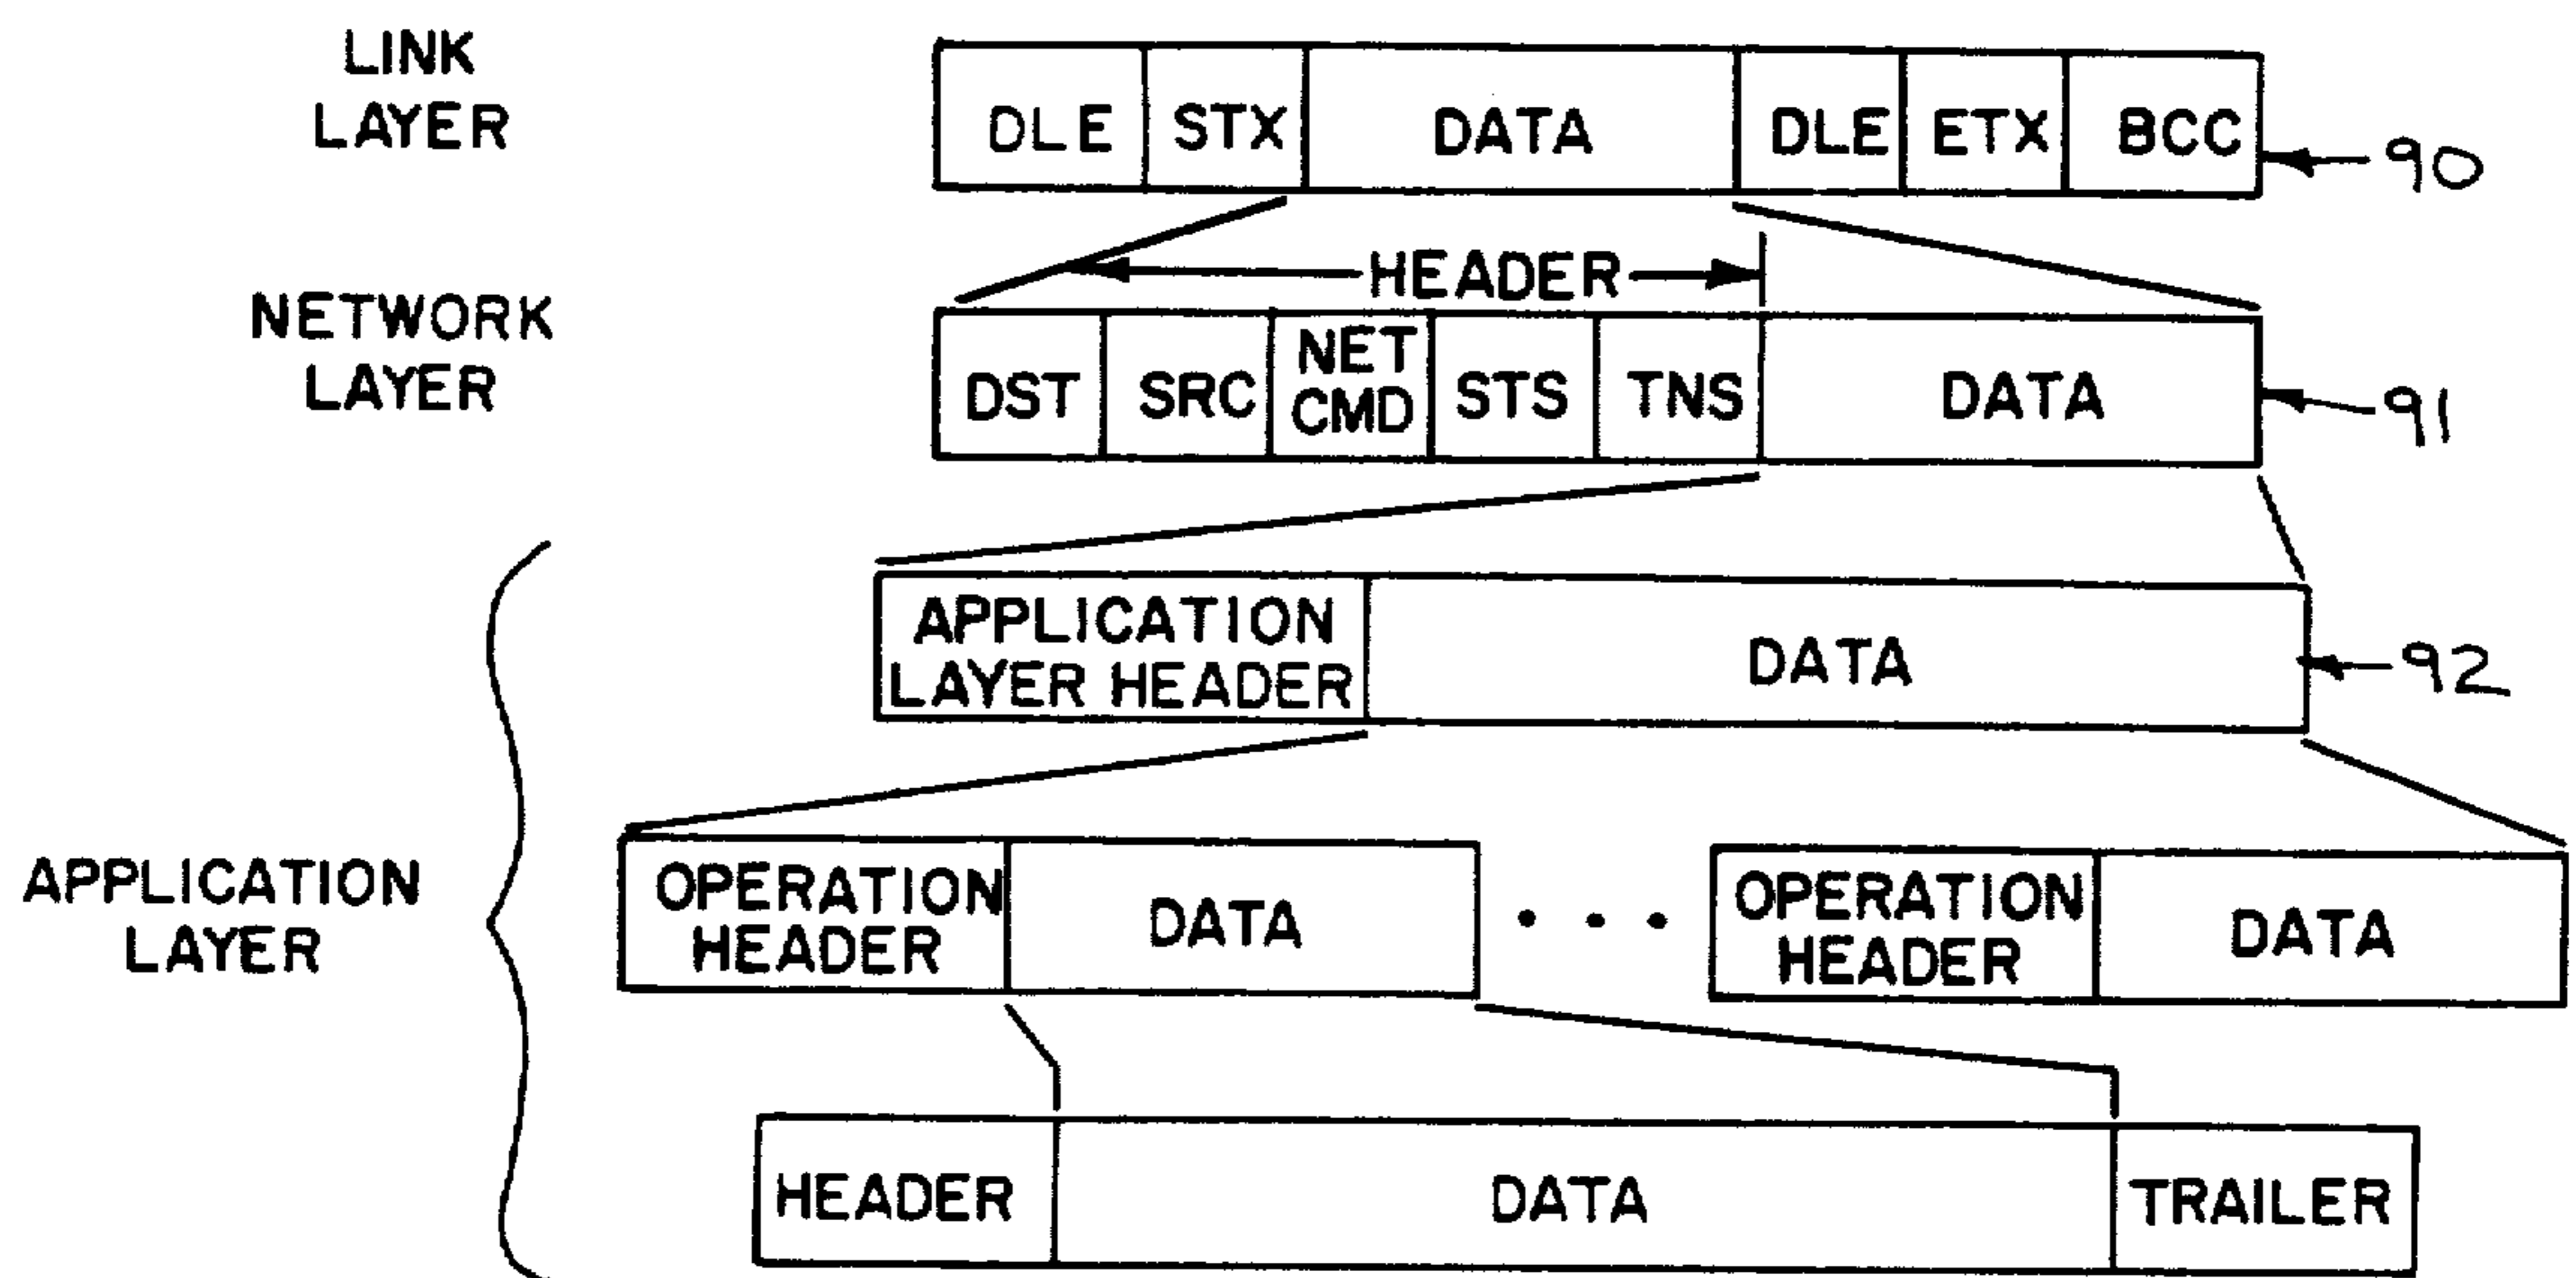 LINK
LAYER
DLE STX DATA DLE ETX BCC 90
HEADER
NETWORK
LAYER
DST SRC NET CMD STS TNS DATA 91
APPLICATION
LAYER HEADER
DATA 92
APPLICATION
LAYER
OPERATION
HEADER
DATA
. . .
OPERATION
HEADER
DATA
HEADER DATA TRAILER